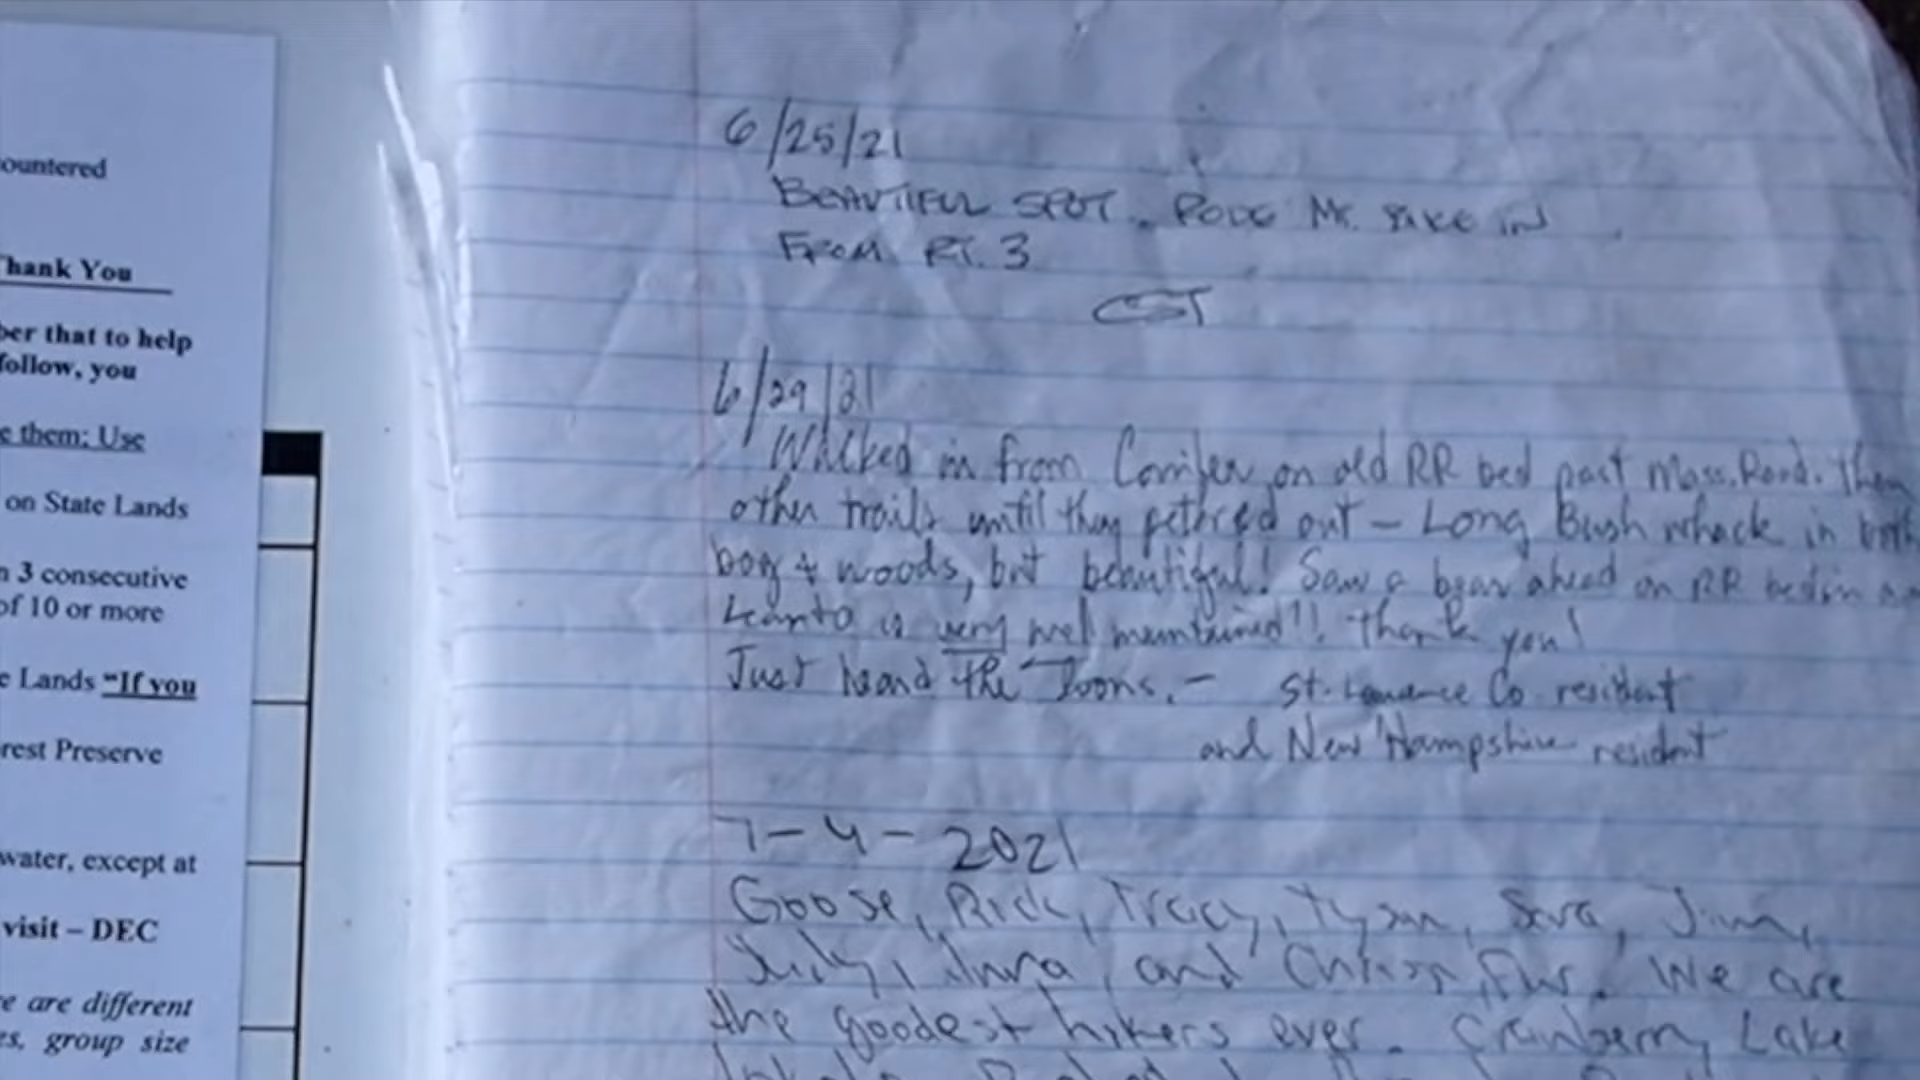 ountered
Thank You
ber that to help
follow, you
e them; Use
on State Lands
n 3 consecutive
of 10 or more
e Lands "If you
rest Preserve
water, except at
visit – DEC
e are different
es, group size
6/25/21
BEAUTIFUL SPOT. RODE MT. BIKE IN
FROM RT. 3
CST
6/29/21
Walked in from Conifer on old RR bed past Mass. Pond. Then
other trails until they petered out – Long Bush whack in both
bog & woods, but beautiful! Saw a bear ahead on RR bed
Leanto is very well maintained!! Thank you!
Just heard the Loons. – St. Lawrence Co. resident
and New Hampshire resident
7-4-2021
Goose, Rick, Tracy, Tyson, Sara, Jim,
and We are
the goodest hikers ever. Cranberry Lake